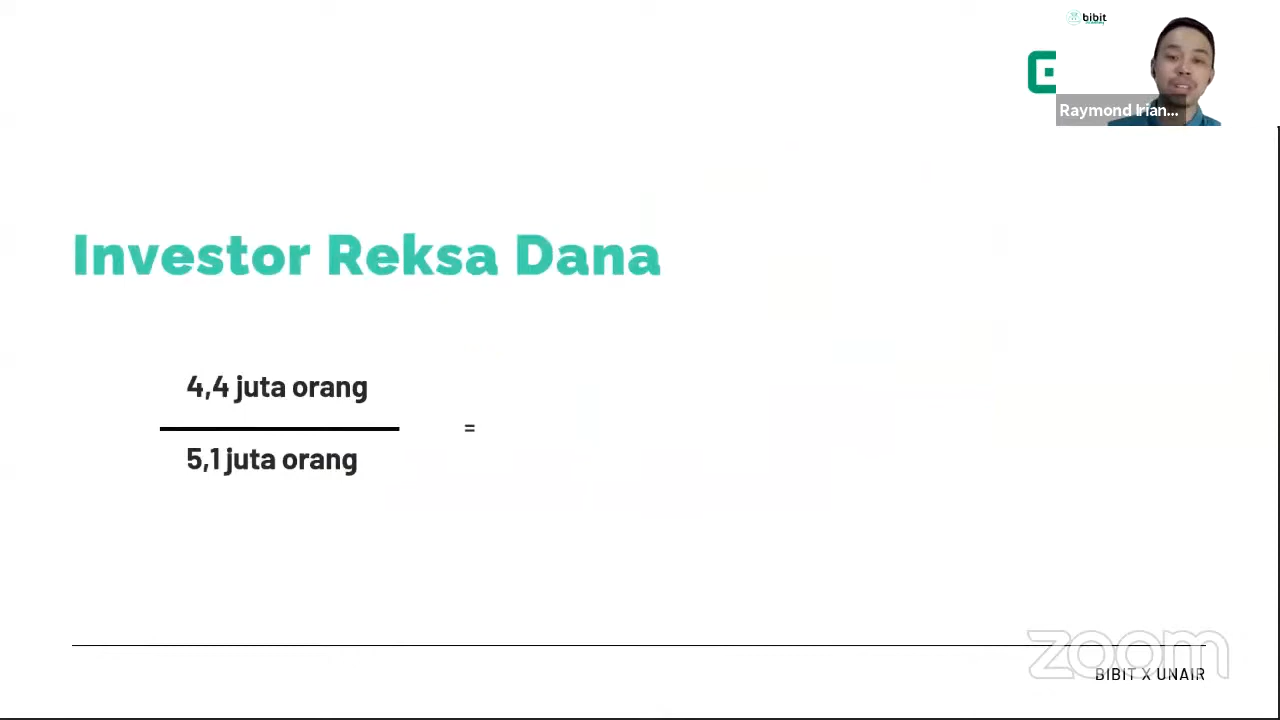 bibit
Raymond Irian...
Investor Reksa Dana
4,4 juta orang
=
5,1 juta orang
zoom
BIBIT X UNAIR